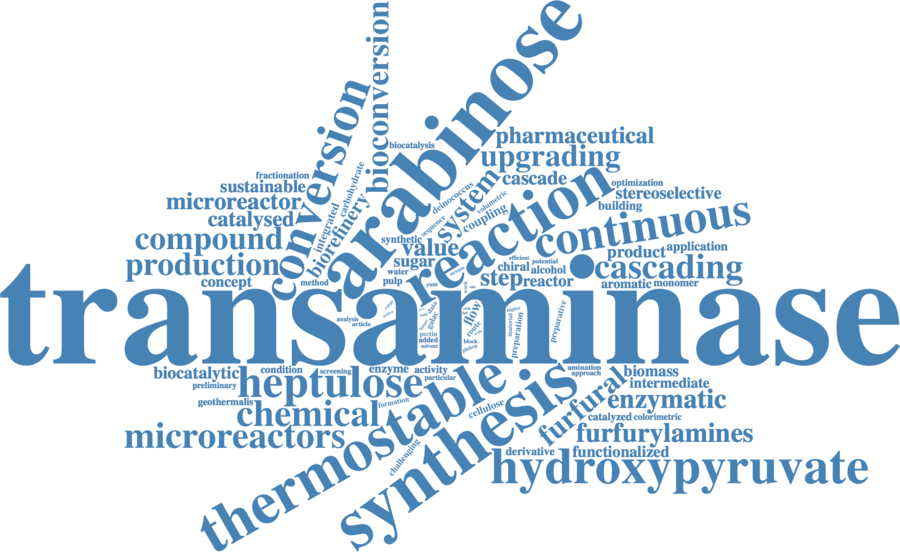 bioconversion
arabinose
conversion
biocatalysis
pharmaceutical
upgrading
fractionation
sustainable
carbohydrate
deinococcus
system
cascade
optimization
microreactor
integrated
biorefinery
volumetric
stereoselective
catalysed
sequence
coupling
reaction
building
continuous
compound
synthetic
value
product
application
production
sugar
efficient
potential
chiral
alcohol
cascading
concept
method
water
pulp
yield
step
reactor
aromatic
monomer
transaminase
data
galac
flow
route
higher
material
preparation
preparative
analysis
article
pectin
added
solvent
block
biocatalytic
condition
screening
enzyme
activity
amination
approach
biomass
preliminary
heptulose
particular
intermediate
geothermalis
formation
cellulose
furfural
enzymatic
chemical
thermostable
synthesis
catalyzed
colorimetric
microreactors
challenging
furfurylamines
derivative
functionalized
hydroxypyruvate